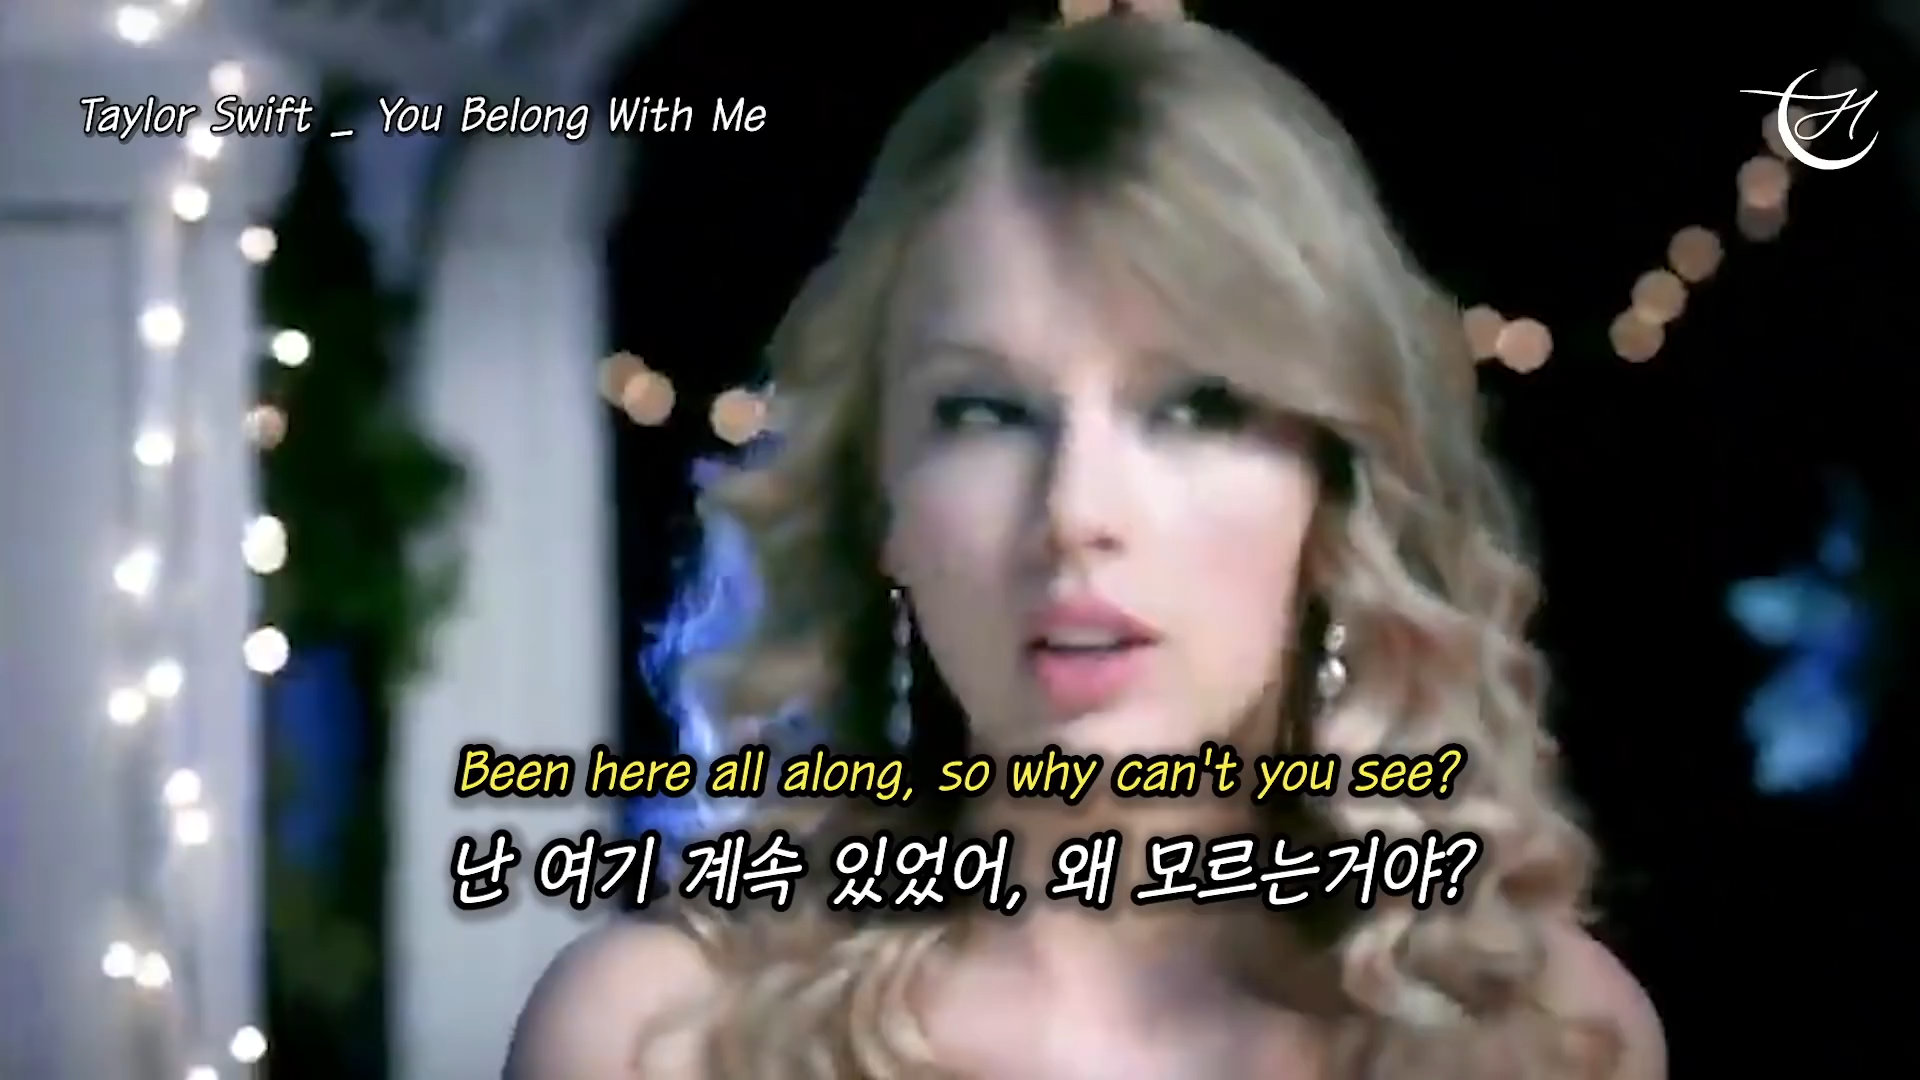 Taylor Swift _ You Belong With Me
Been here all along, so why can't you see?
난 여기 계속 있었어, 왜 모르는거야?